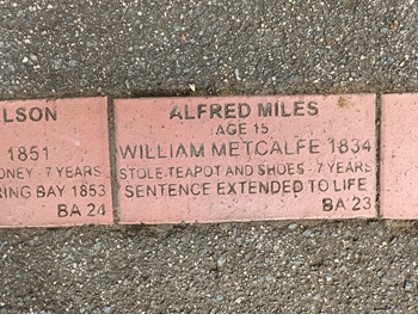 LSON
1851
ONEY - 7 YEARS
RING BAY 1853
BA 24
ALFRED MILES
AGE 15
WILLIAM METCALFE 1834
STOLE TEAPOT AND SHOES - 7 YEARS
SENTENCE EXTENDED TO LIFE
BA 23